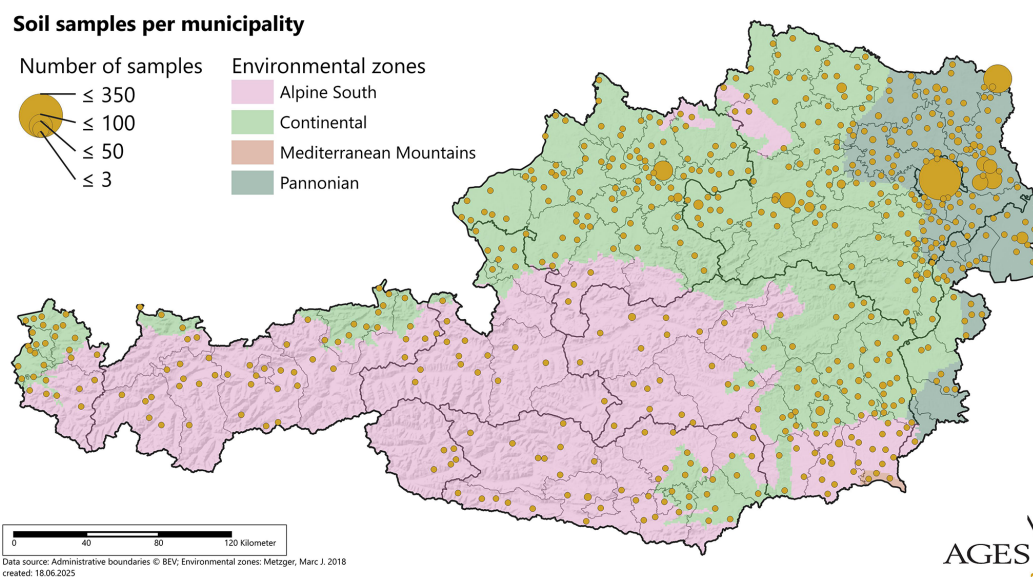 Soil samples per municipality
Number of samples
≤ 350
≤ 100
≤ 50
≤ 3
Environmental zones
Alpine South
Continental
Mediterranean Mountains
Pannonian
0 40 80 120 Kilometer
Data source: Administrative boundaries © BEV; Environmental zones: Metzger, Marc J. 2018
created: 18.06.2025
AGES